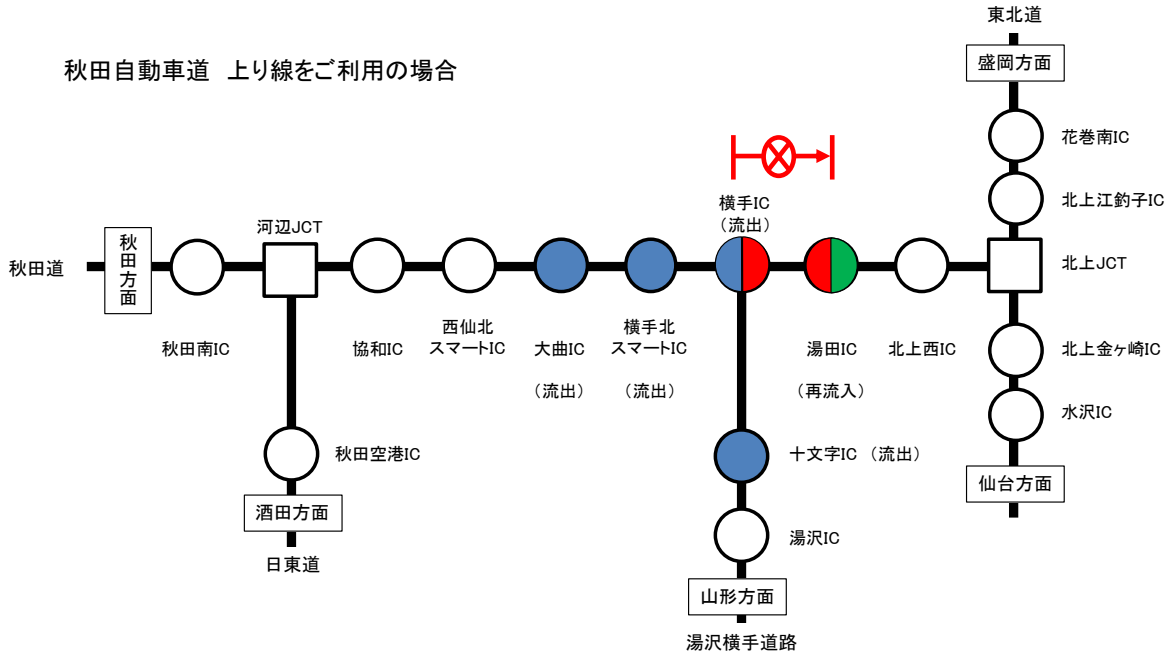 東北道
秋田自動車道 上り線をご利用の場合
盛岡方面
花巻南IC
北上江釣子IC
横手IC
（流出）
河辺JCT
秋田道
秋田方面
北上JCT
秋田南IC
協和IC
西仙北
スマートIC
大曲IC
（流出）
横手北
スマートIC
（流出）
湯田IC
（再流入）
北上西IC
北上金ヶ崎IC
水沢IC
秋田空港IC
十文字IC （流出）
仙台方面
酒田方面
日東道
湯沢IC
山形方面
湯沢横手道路